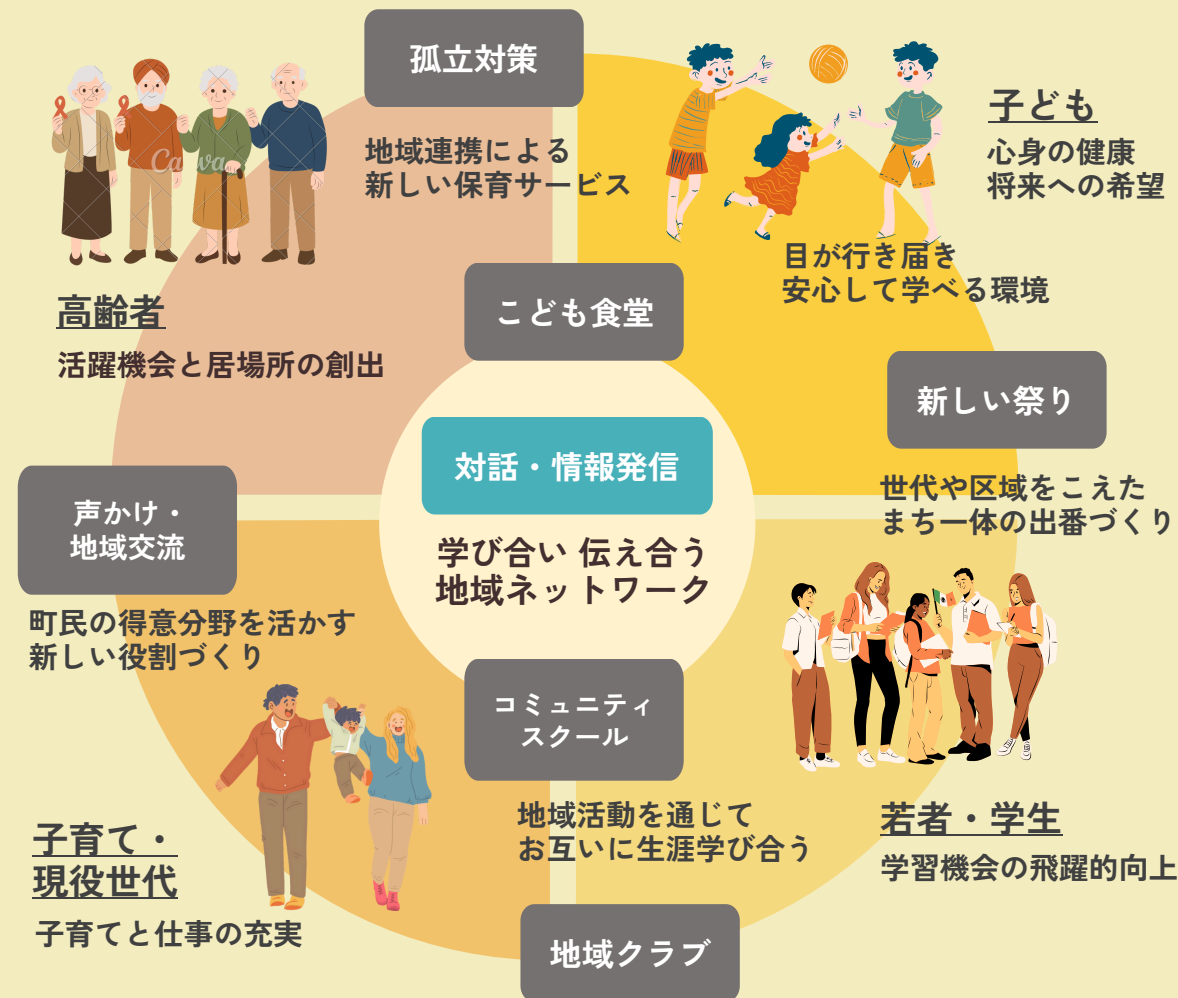 孤立対策
地域連携による
新しい保育サービス
子ども
心身の健康
将来への希望
目が行き届き
安心して学べる環境
高齢者
活躍機会と居場所の創出
こども食堂
新しい祭り
世代や区域をこえた
まち一体の出番づくり
対話・情報発信
学び合い 伝え合う
地域ネットワーク
声かけ・
地域交流
町民の得意分野を活かす
新しい役割づくり
コミュニティ
スクール
地域活動を通じて
お互いに生涯学び合う
若者・学生
学習機会の飛躍的向上
子育て・
現役世代
子育てと仕事の充実
地域クラブ
Canva